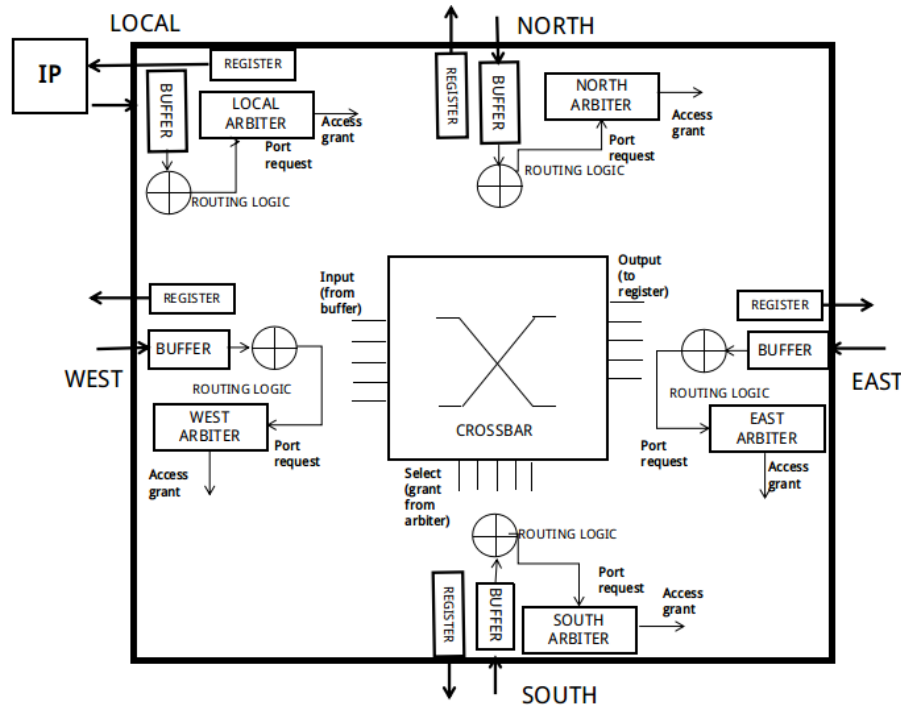 LOCAL
NORTH
IP
REGISTER
BUFFER
LOCAL
ARBITER
Access
grant
Port
request
ROUTING LOGIC
REGISTER
BUFFER
NORTH
ARBITER
Access
grant
Port
request
ROUTING LOGIC
Input
(from
buffer)
Output
(to
register)
CROSSBAR
Select
(grant
from
arbiter)
REGISTER
BUFFER
WEST
ROUTING LOGIC
WEST
ARBITER
Port
request
Access
grant
REGISTER
BUFFER
EAST
ROUTING LOGIC
EAST
ARBITER
Port
request
Access
grant
ROUTING LOGIC
REGISTER
BUFFER
Port
request
SOUTH
ARBITER
Access
grant
SOUTH